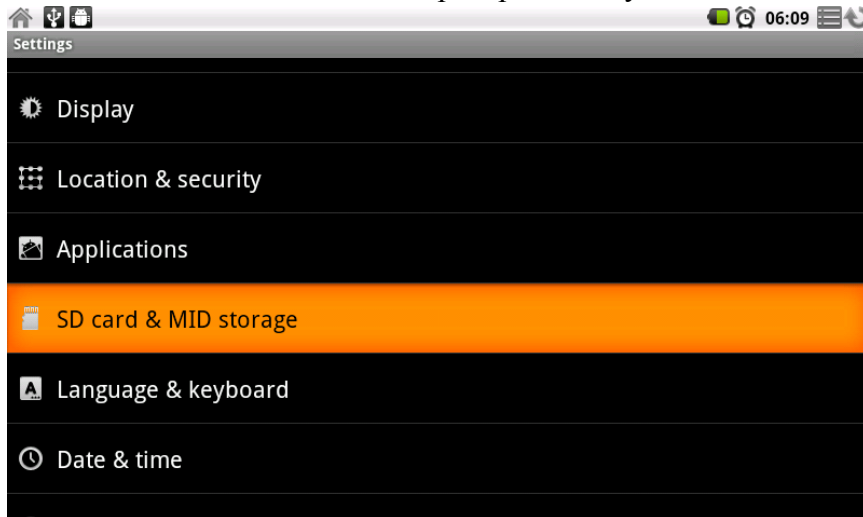 06:09
Settings
Display
Location & security
Applications
SD card & MID storage
Language & keyboard
Date & time